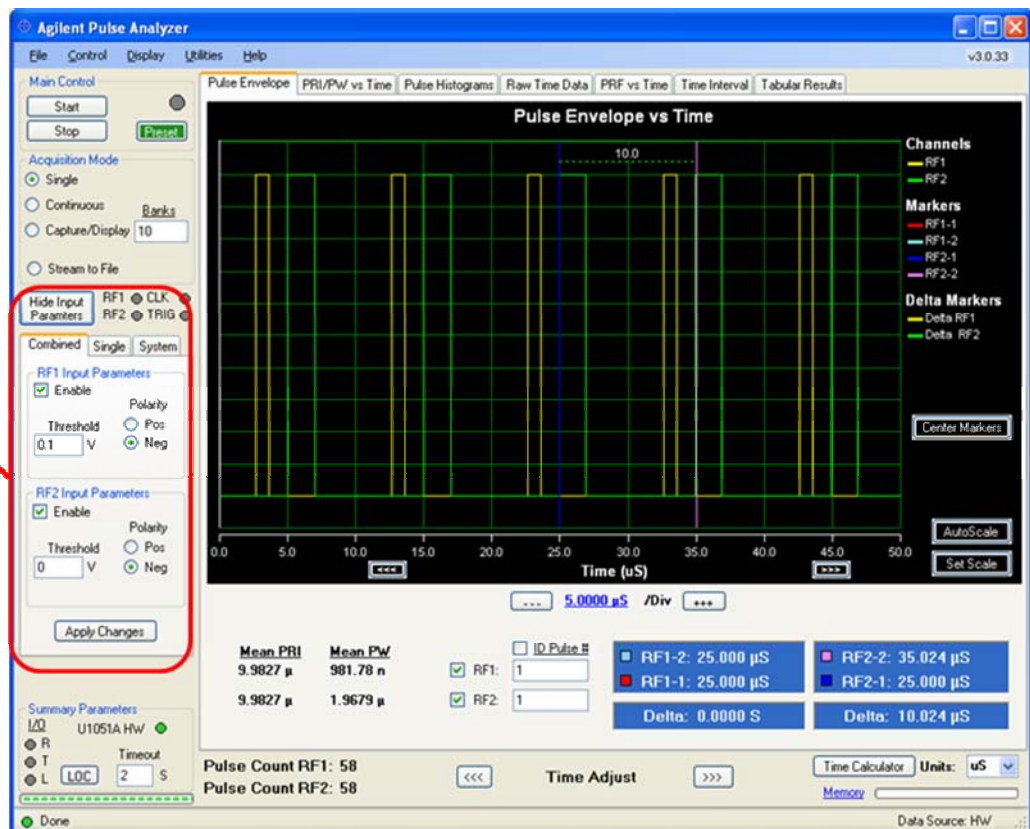 Agilent Pulse Analyzer
File Control Display Utilities Help
v3.0.33
Main Control
Start
Stop
Preset
Acquisition Mode
Single
Continuous
Banks
Capture/Display 10
Stream to File
Hide Input
Paramters
RF1 CLK
RF2 TRIG
Combined Single System
RF1 Input Parameters
Enable
Polarity
Threshold Pos
0.1 V Neg
RF2 Input Parameters
Enable
Polarity
Threshold Pos
0 V Neg
Apply Changes
Summary Parameters
I/O U1051A HW
R
T
L
LOC
Timeout
2 S
Done
Pulse Envelope PRI/PW vs Time Pulse Histograms Raw Time Data PRF vs Time Time Interval Tabular Results
Pulse Envelope vs Time
10.0
Channels
RF1
RF2
Markers
RF1-1
RF1-2
RF2-1
RF2-2
Delta Markers
Delta RF1
Delta RF2
Center Markers
AutoScale
Set Scale
0.0 5.0 10.0 15.0 20.0 25.0 30.0 35.0 40.0 45.0 50.0
<<< Time (uS) >>>
... 5.0000 µS /Div +++
Mean PRI Mean PW
9.9827 µ 981.78 n
9.9827 µ 1.9679 µ
ID Pulse #
RF1: 1
RF2: 1
RF1-2: 25.000 µS
RF1-1: 25.000 µS
Delta: 0.0000 S
RF2-2: 35.024 µS
RF2-1: 25.000 µS
Delta: 10.024 µS
Pulse Count RF1: 58
Pulse Count RF2: 58
<<< Time Adjust >>>
Time Calculator Units: uS
Memory
Data Source: HW